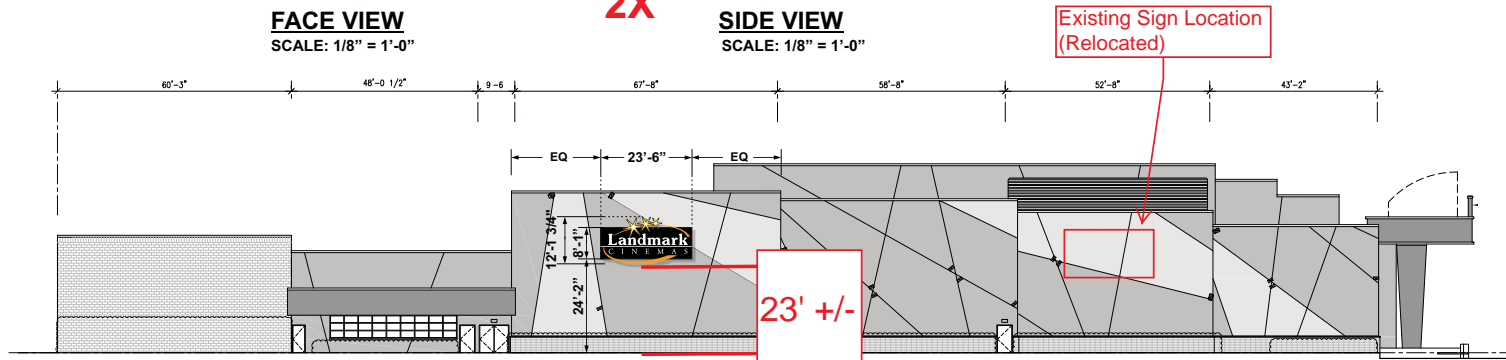 2X
FACE VIEW
SCALE: 1/8” = 1’-0”
SIDE VIEW
SCALE: 1/8” = 1’-0”
Existing Sign Location
(Relocated)
60'-3"
48'-0 1/2"
9 -6
67'-8"
58'-8"
52'-8"
43'-2"
EQ
23’-6”
EQ
12’-1 3/4”
8’-1”
24’-2”
Landmark
CINEMAS
23' +/-